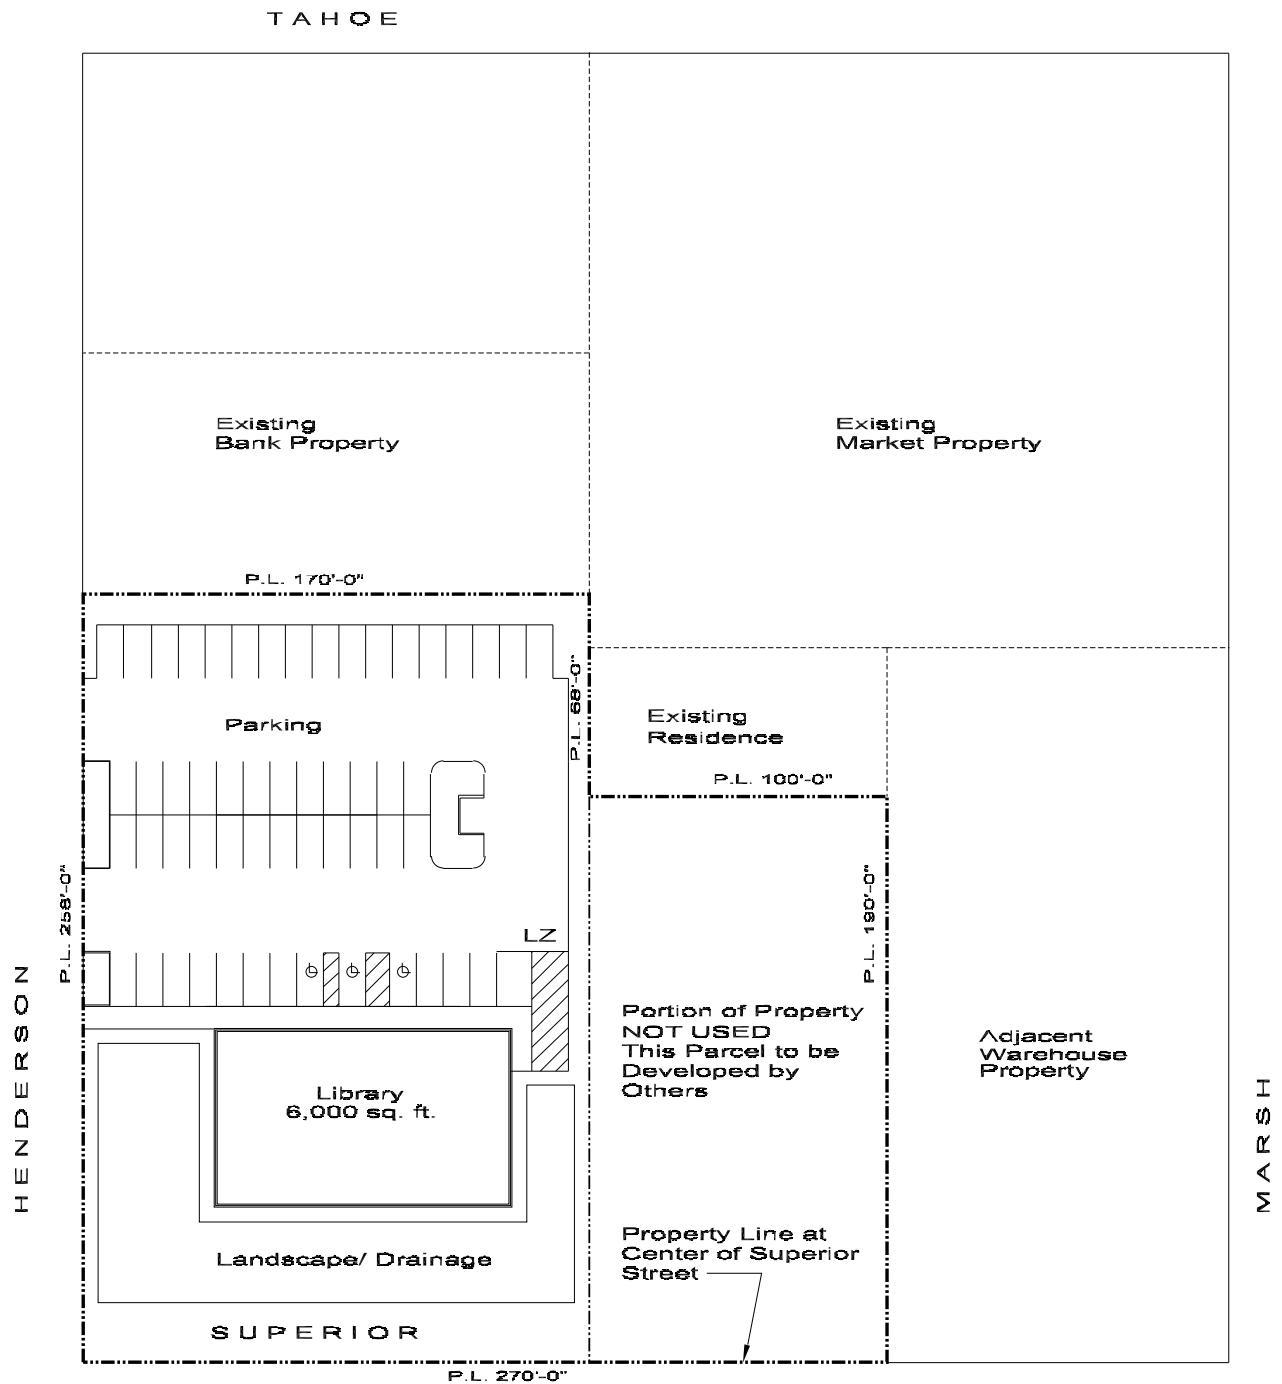 TAHOE
Existing
Bank Property
Existing
Market Property
P.L. 170'-0"
P.L. 68'-0"
Existing
Residence
Parking
P.L. 100'-0"
P.L. 258'-0"
P.L. 190'-0"
LZ
HENDERSON
Portion of Property
NOT USED
This Parcel to be
Developed by
Others
Adjacent
Warehouse
Property
Library
6,000 sq. ft.
MARSH
Property Line at
Center of Superior
Street
Landscape/ Drainage
SUPERIOR
P.L. 270'-0"